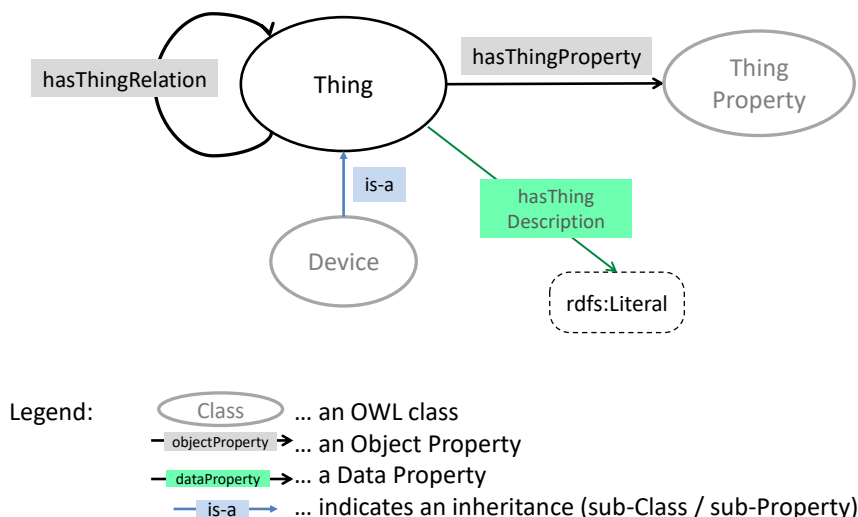 hasThingRelation
Thing
hasThingProperty
Thing
Property
is-a
hasThing
Description
Device
rdfs:Literal
Legend:
Class
... an OWL class
objectProperty
... an Object Property
dataProperty
... a Data Property
is-a
... indicates an inheritance (sub-Class / sub-Property)